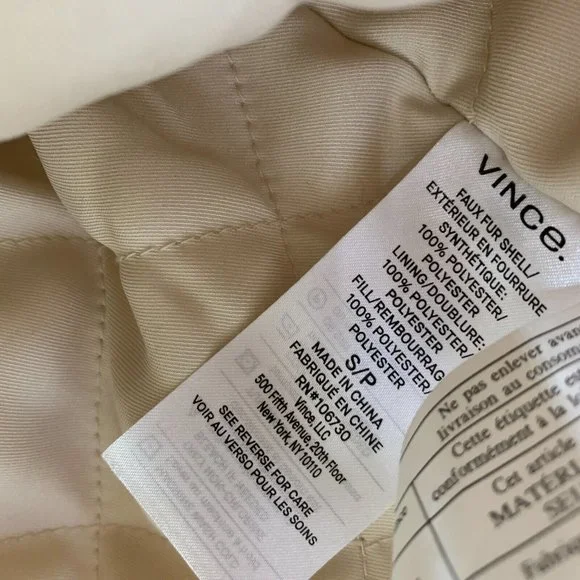 VINCE.
FAUX FUR SHELL/
EXTÉRIEUR EN FOURRURE
SYNTHÉTIQUE:
100% POLYESTER/
POLYESTER
LINING/DOUBLURE:
100% POLYESTER/
POLYESTER
FILL/REMBOURRAG
100% POLYESTER/
POLYESTER
S/P
MADE IN CHINA
FABRIQUÉ EN CHINE
RN#106730
Vince, LLC
500 Fifth Avenue, 20th Floor
New York, NY 10110
SEE REVERSE FOR CARE
VOIR AU VERSO POUR LES SOINS
Ne pas enlever avan
livraison au consom
Cette étiquette es
conformément à la lo
Cet article
MATÉRI
Fabri